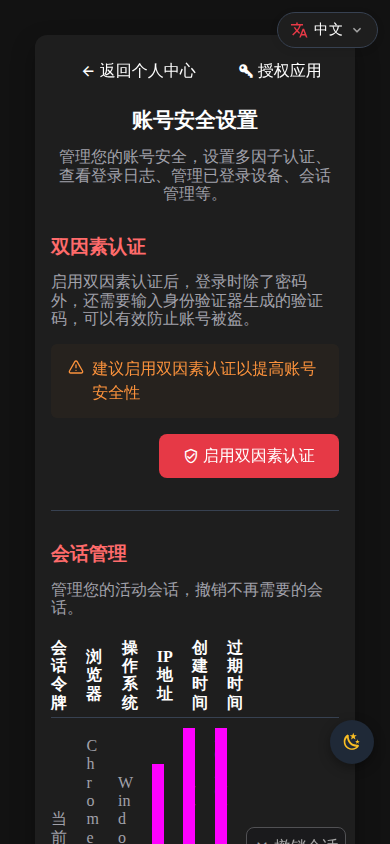 中文
返回个人中心
授权应用
账号安全设置
管理您的账号安全，设置多因子认证、
查看登录日志、管理已登录设备、会话
管理等。
双因素认证
启用双因素认证后，登录时除了密码
外，还需要输入身份验证器生成的验证
码，可以有效防止账号被盗。
建议启用双因素认证以提高账号
安全性
启用双因素认证
会话管理
管理您的活动会话，撤销不再需要的会
话。
会话令牌
浏览器
操作系统
IP地址
创建时间
过期时间
当前
Chrome
Windo
撤销会话